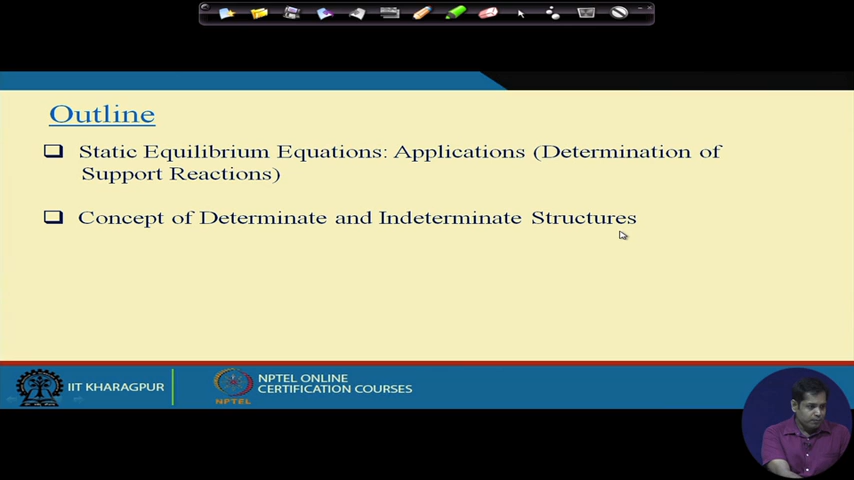 Outline
Static Equilibrium Equations: Applications (Determination of
Support Reactions)
Concept of Determinate and Indeterminate Structures
IIT KHARAGPUR
NPTEL
NPTEL ONLINE
CERTIFICATION COURSES